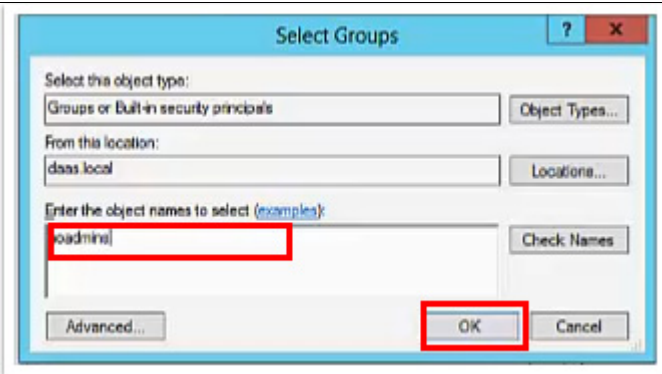 Select Groups
? x
Select this object type:
Groups or Built-in security principals
Object Types...
From this location:
daas.local
Locations...
Enter the object names to select (examples):
Check Names
Advanced...
OK
Cancel